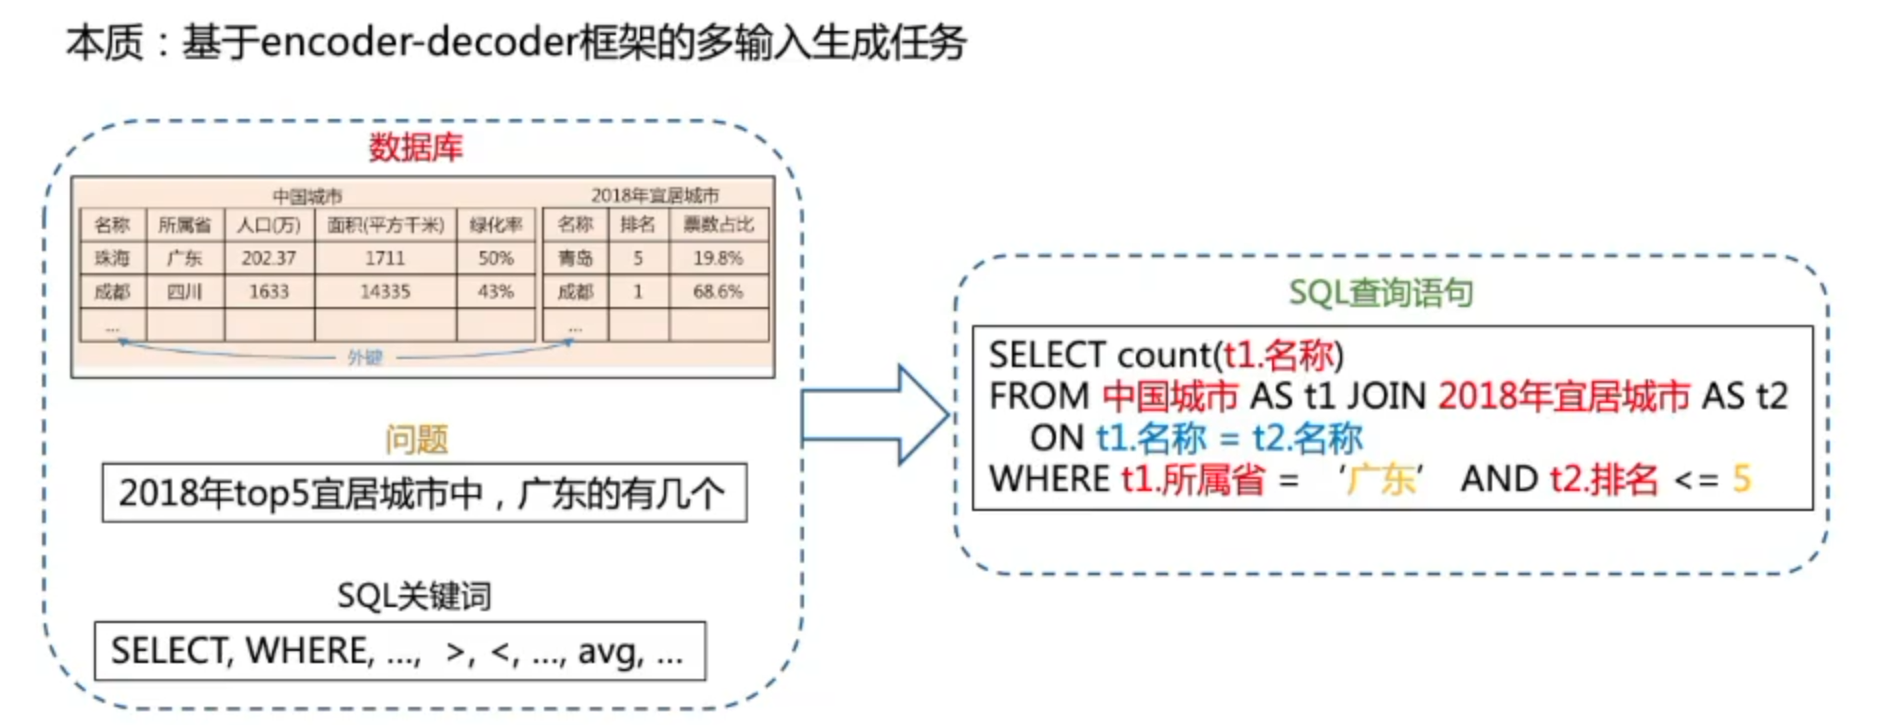 本质：基于encoder-decoder框架的多输入生成任务
数据库
中国城市
名称 所属省 人口(万) 面积(平方千米) 绿化率
珠海 广东 202.37 1711 50%
成都 四川 1633 14335 43%
...
2018年宜居城市
名称 排名 票数占比
青岛 5 19.8%
成都 1 68.6%
...
外键
问题
2018年top5宜居城市中，广东的有几个
SQL关键词
SELECT, WHERE, ..., >, <, ..., avg, ...
SQL查询语句
SELECT count(t1.名称)
FROM 中国城市 AS t1 JOIN 2018年宜居城市 AS t2
ON t1.名称 = t2.名称
WHERE t1.所属省 = ‘广东’ AND t2.排名 <= 5